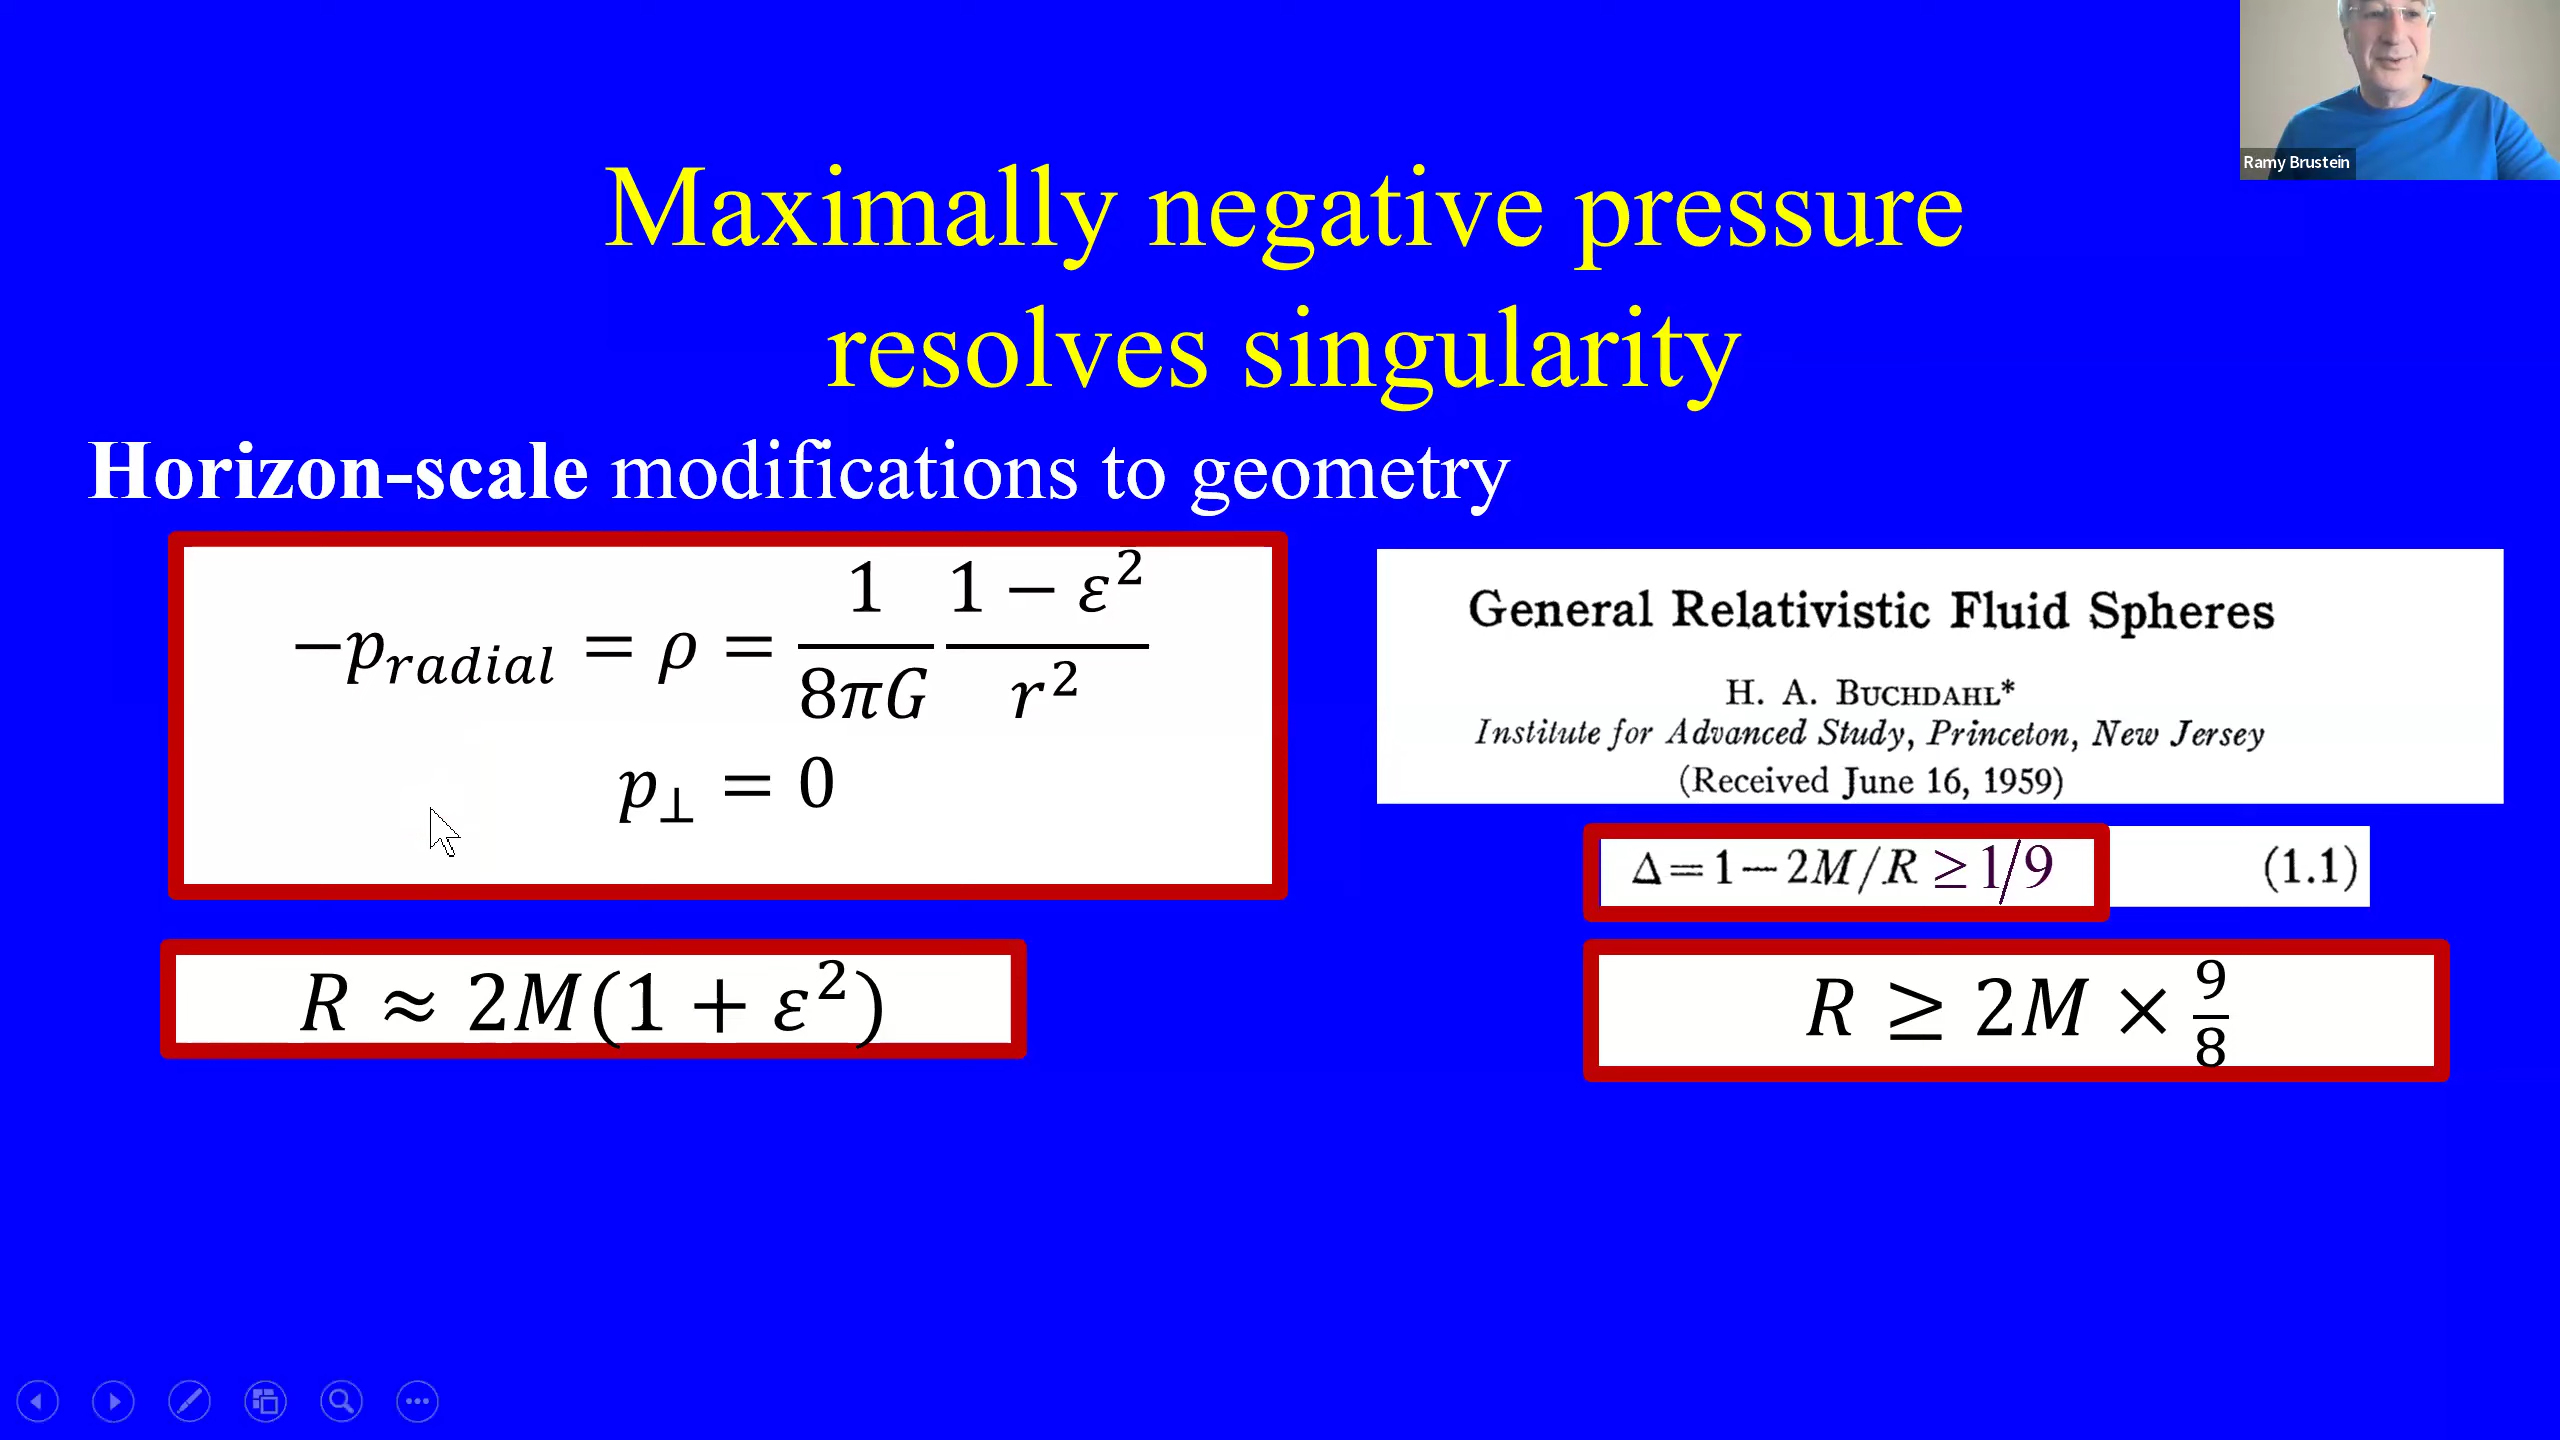 Ramy Brustein
Maximally negative pressure
resolves singularity
Horizon-scale modifications to geometry
−p_radial = ρ = 1/(8πG) (1 − ε²)/r²
p_⊥ = 0
R ≈ 2M(1 + ε²)
General Relativistic Fluid Spheres
H. A. BUCHDAHL*
Institute for Advanced Study, Princeton, New Jersey
(Received June 16, 1959)
Δ=1−2M/R ≥1/9 (1.1)
R ≥ 2M × 9/8